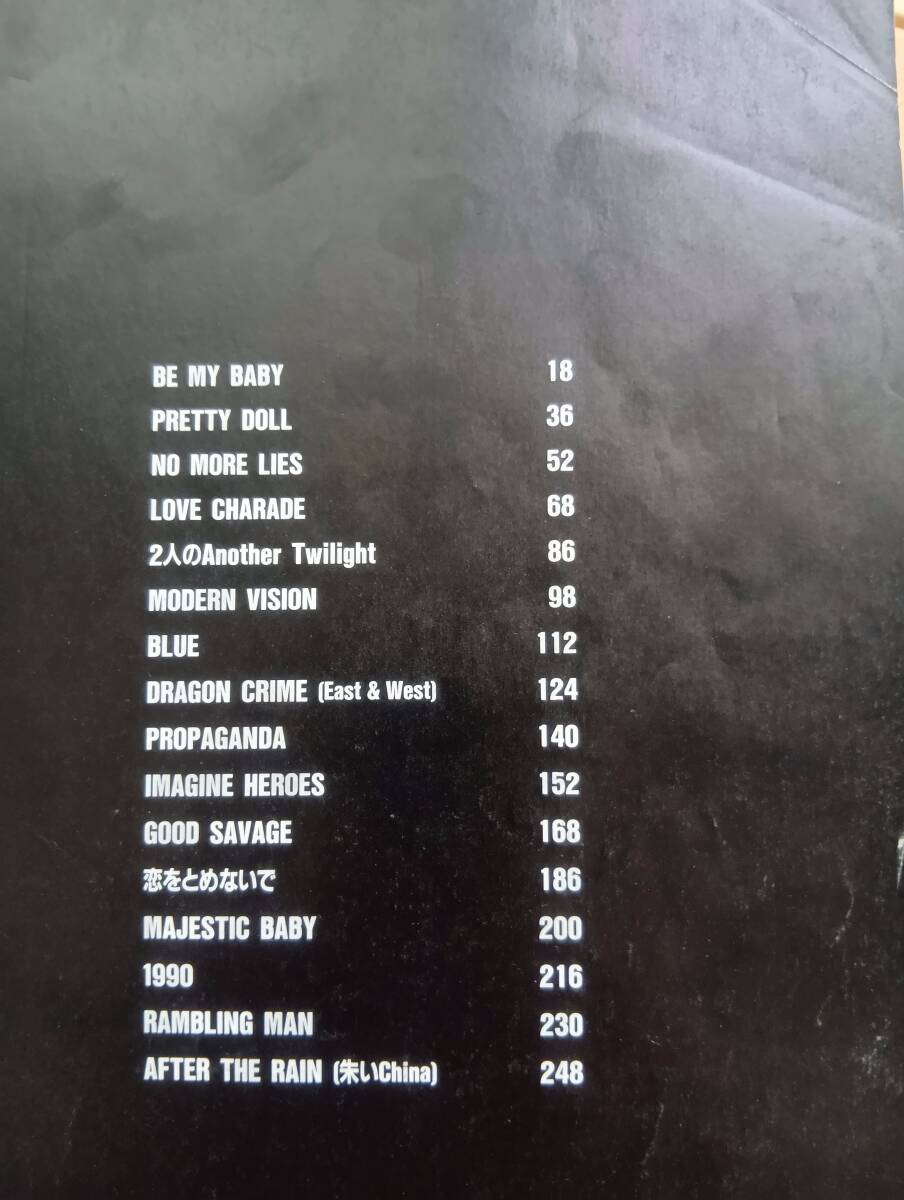 BE MY BABY 18
PRETTY DOLL 36
NO MORE LIES 52
LOVE CHARADE 68
2人のAnother Twilight 86
MODERN VISION 98
BLUE 112
DRAGON CRIME (East & West) 124
PROPAGANDA 140
IMAGINE HEROES 152
GOOD SAVAGE 168
恋をとめないで 186
MAJESTIC BABY 200
1990 216
RAMBLING MAN 230
AFTER THE RAIN (朱いChina) 248